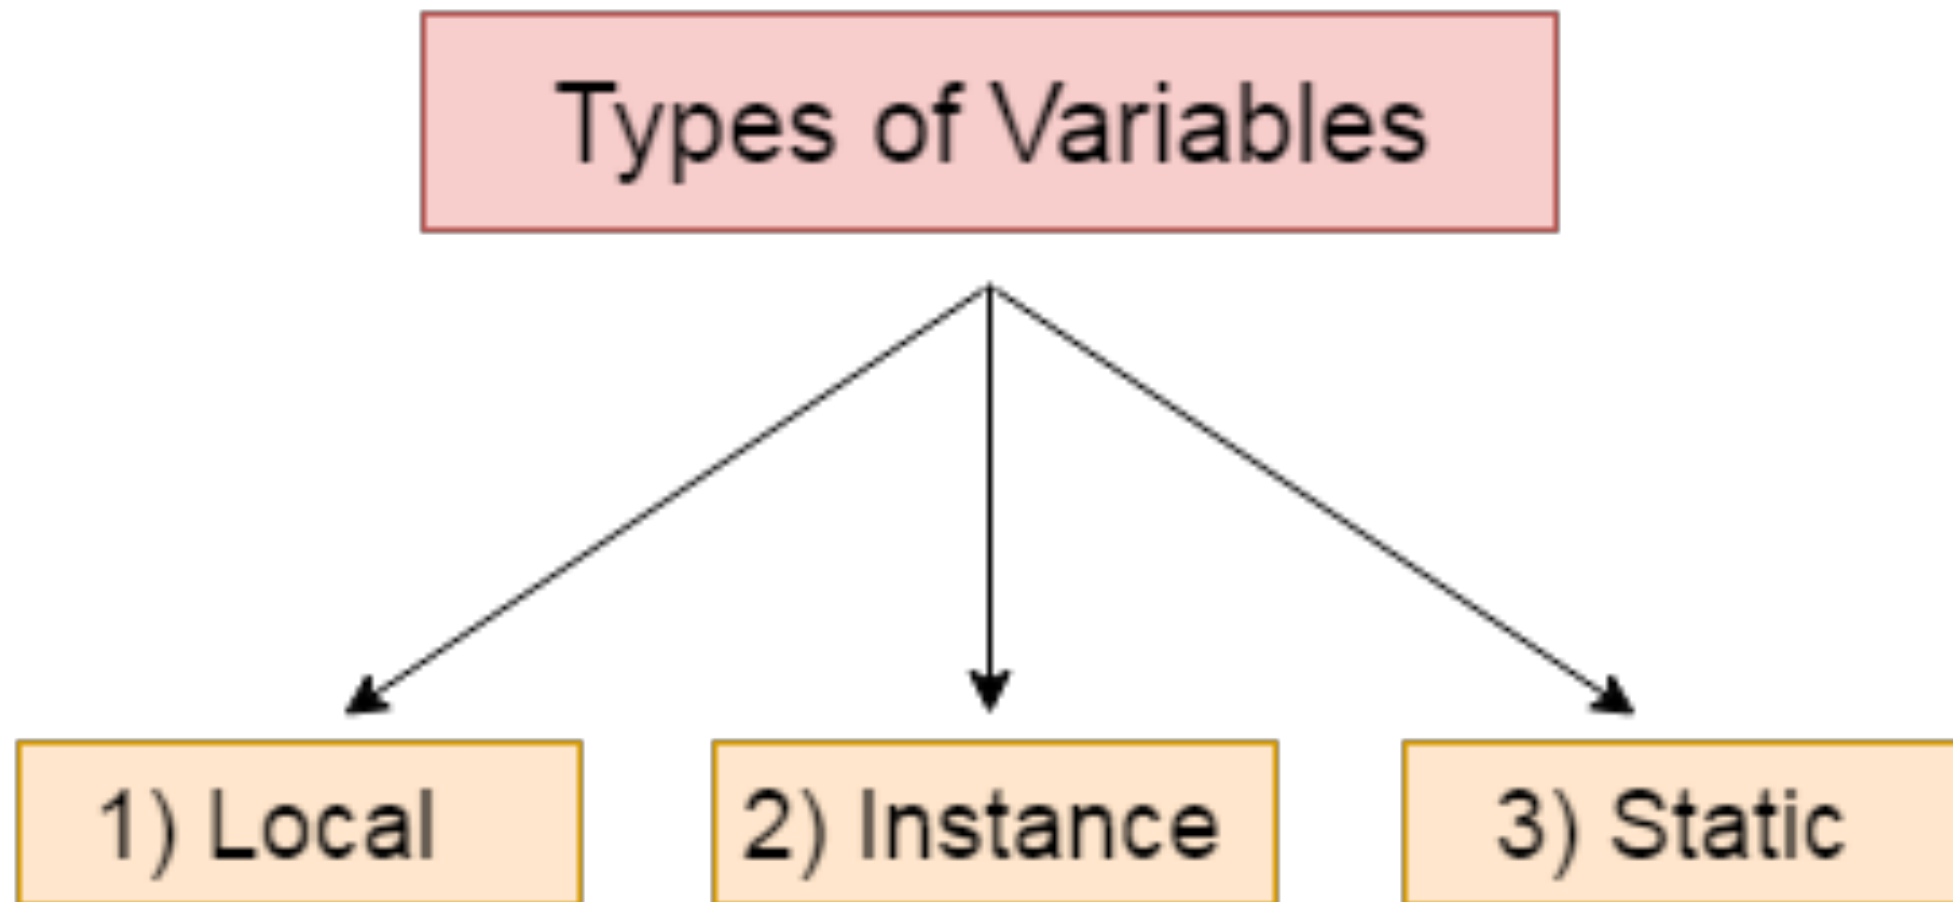 Types of Variables
1) Local
2) Instance
3) Static